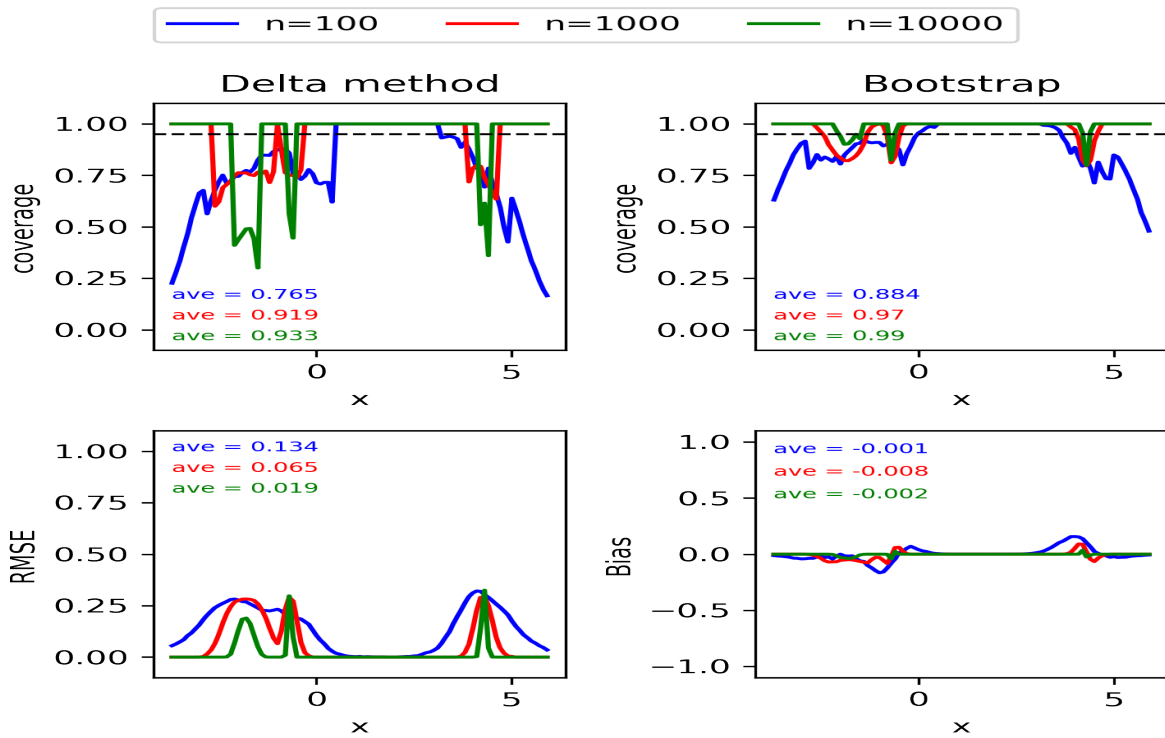 n=100 n=1000 n=10000
Delta method
1.00
0.75
0.50
0.25
0.00
coverage
ave = 0.765
ave = 0.919
ave = 0.933
0 5
x
Bootstrap
1.00
0.75
0.50
0.25
0.00
coverage
ave = 0.884
ave = 0.97
ave = 0.99
0 5
x
1.00
0.75
0.50
0.25
0.00
RMSE
ave = 0.134
ave = 0.065
ave = 0.019
0 5
x
1.0
0.5
0.0
−0.5
−1.0
Bias
ave = -0.001
ave = -0.008
ave = -0.002
0 5
x